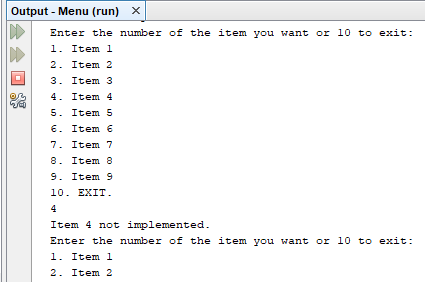 Output - Menu (run)
Enter the number of the item you want or 10 to exit:
1. Item 1
2. Item 2
3. Item 3
4. Item 4
5. Item 5
6. Item 6
7. Item 7
8. Item 8
9. Item 9
10. EXIT.
4
Item 4 not implemented.
Enter the number of the item you want or 10 to exit:
1. Item 1
2. Item 2